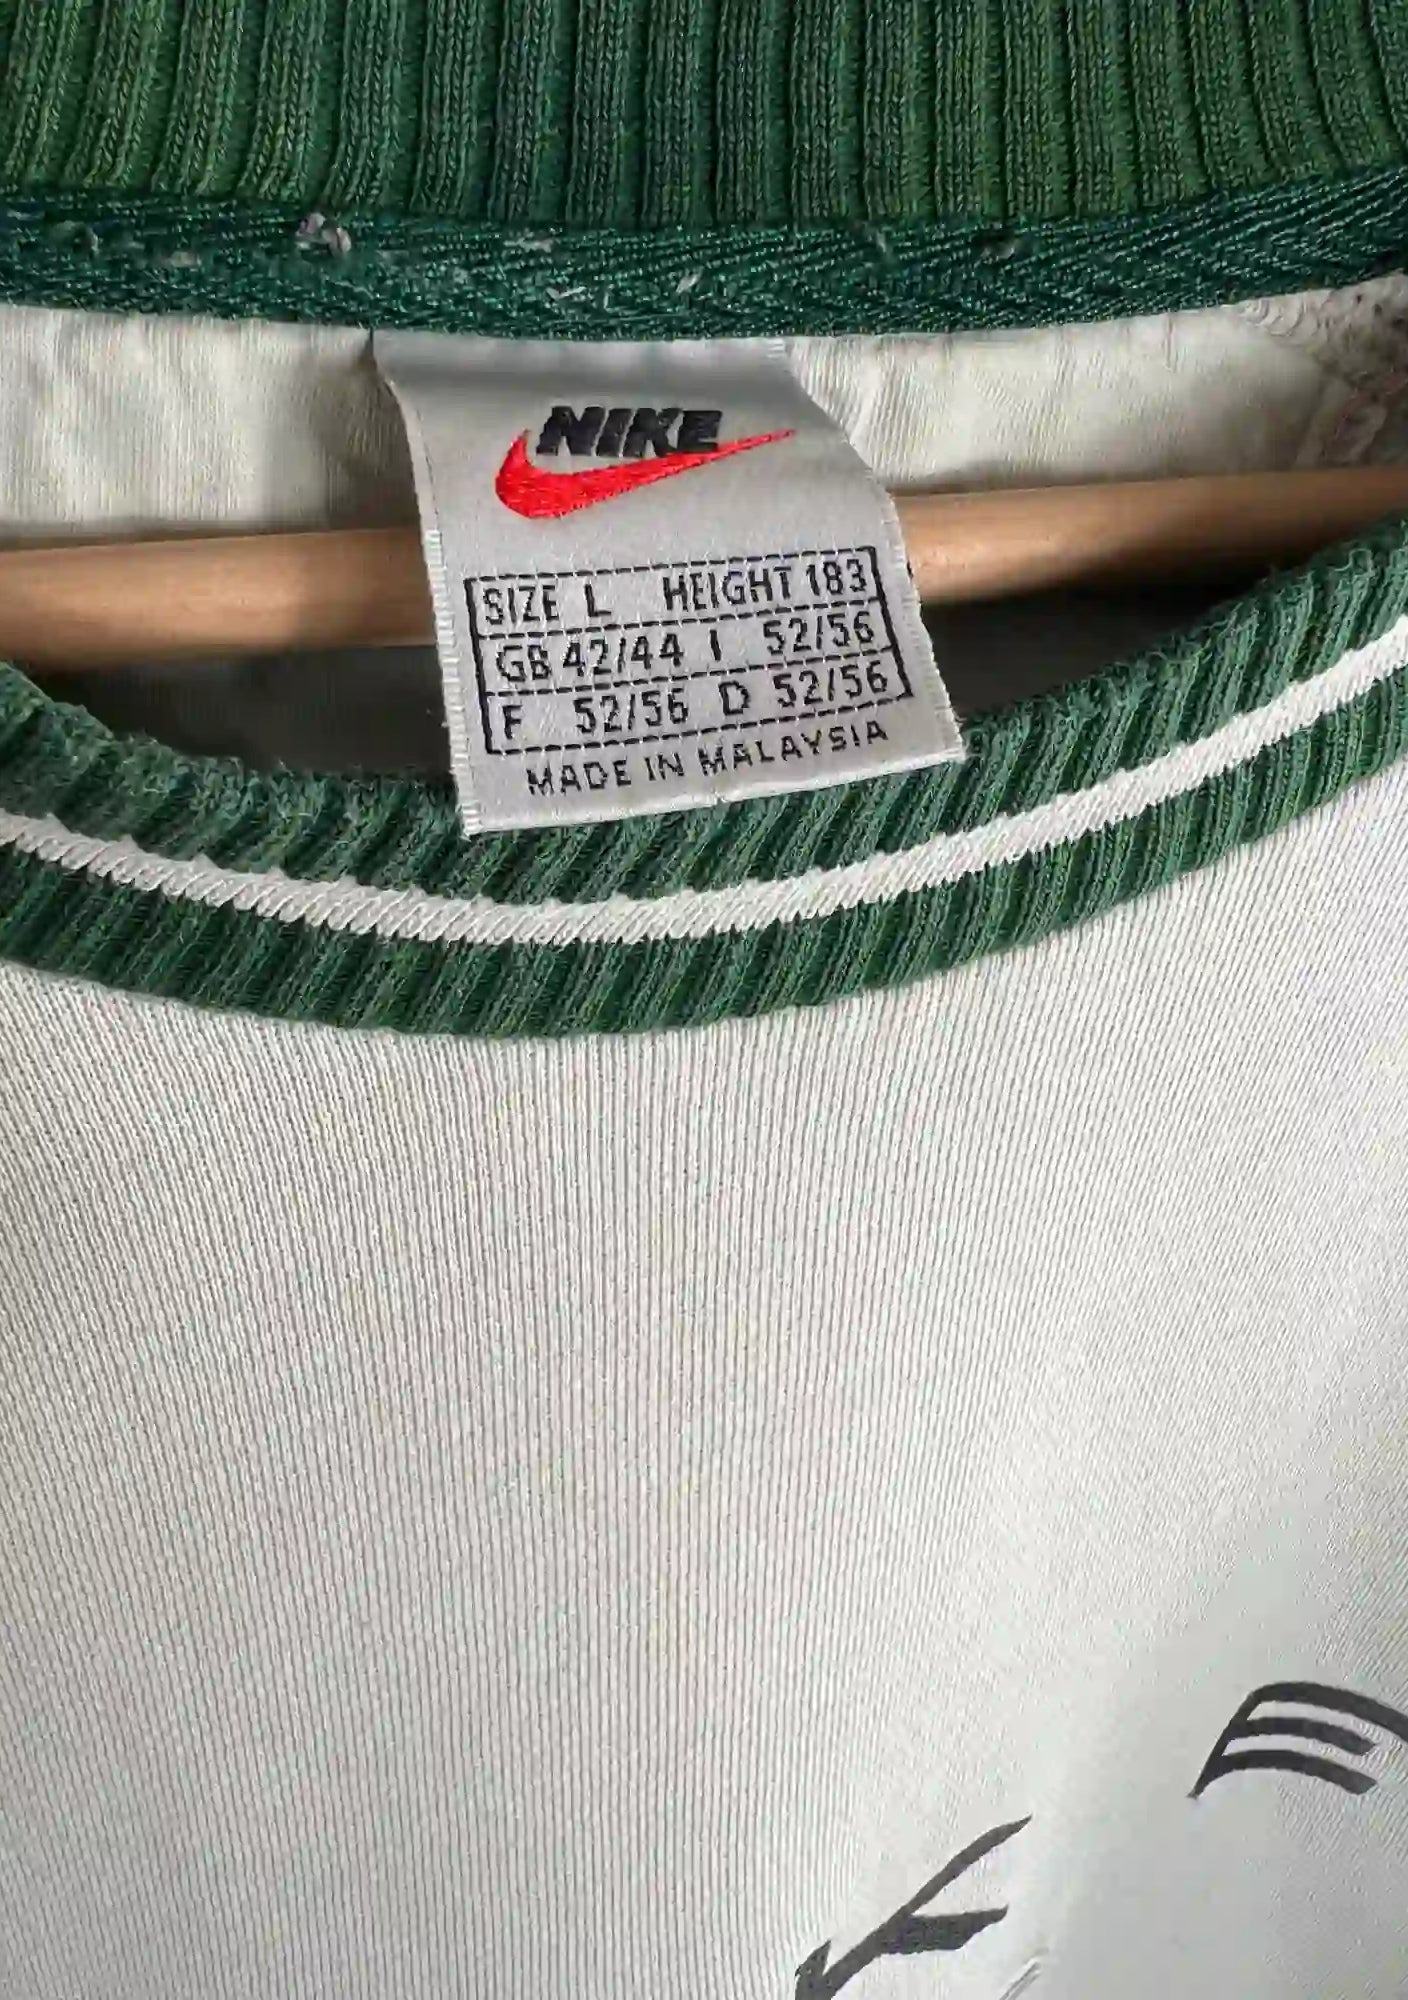 NIKE
SIZE L HEIGHT 183
GB 42/44 I 52/56
F 52/56 D 52/56
MADE IN MALAYSIA